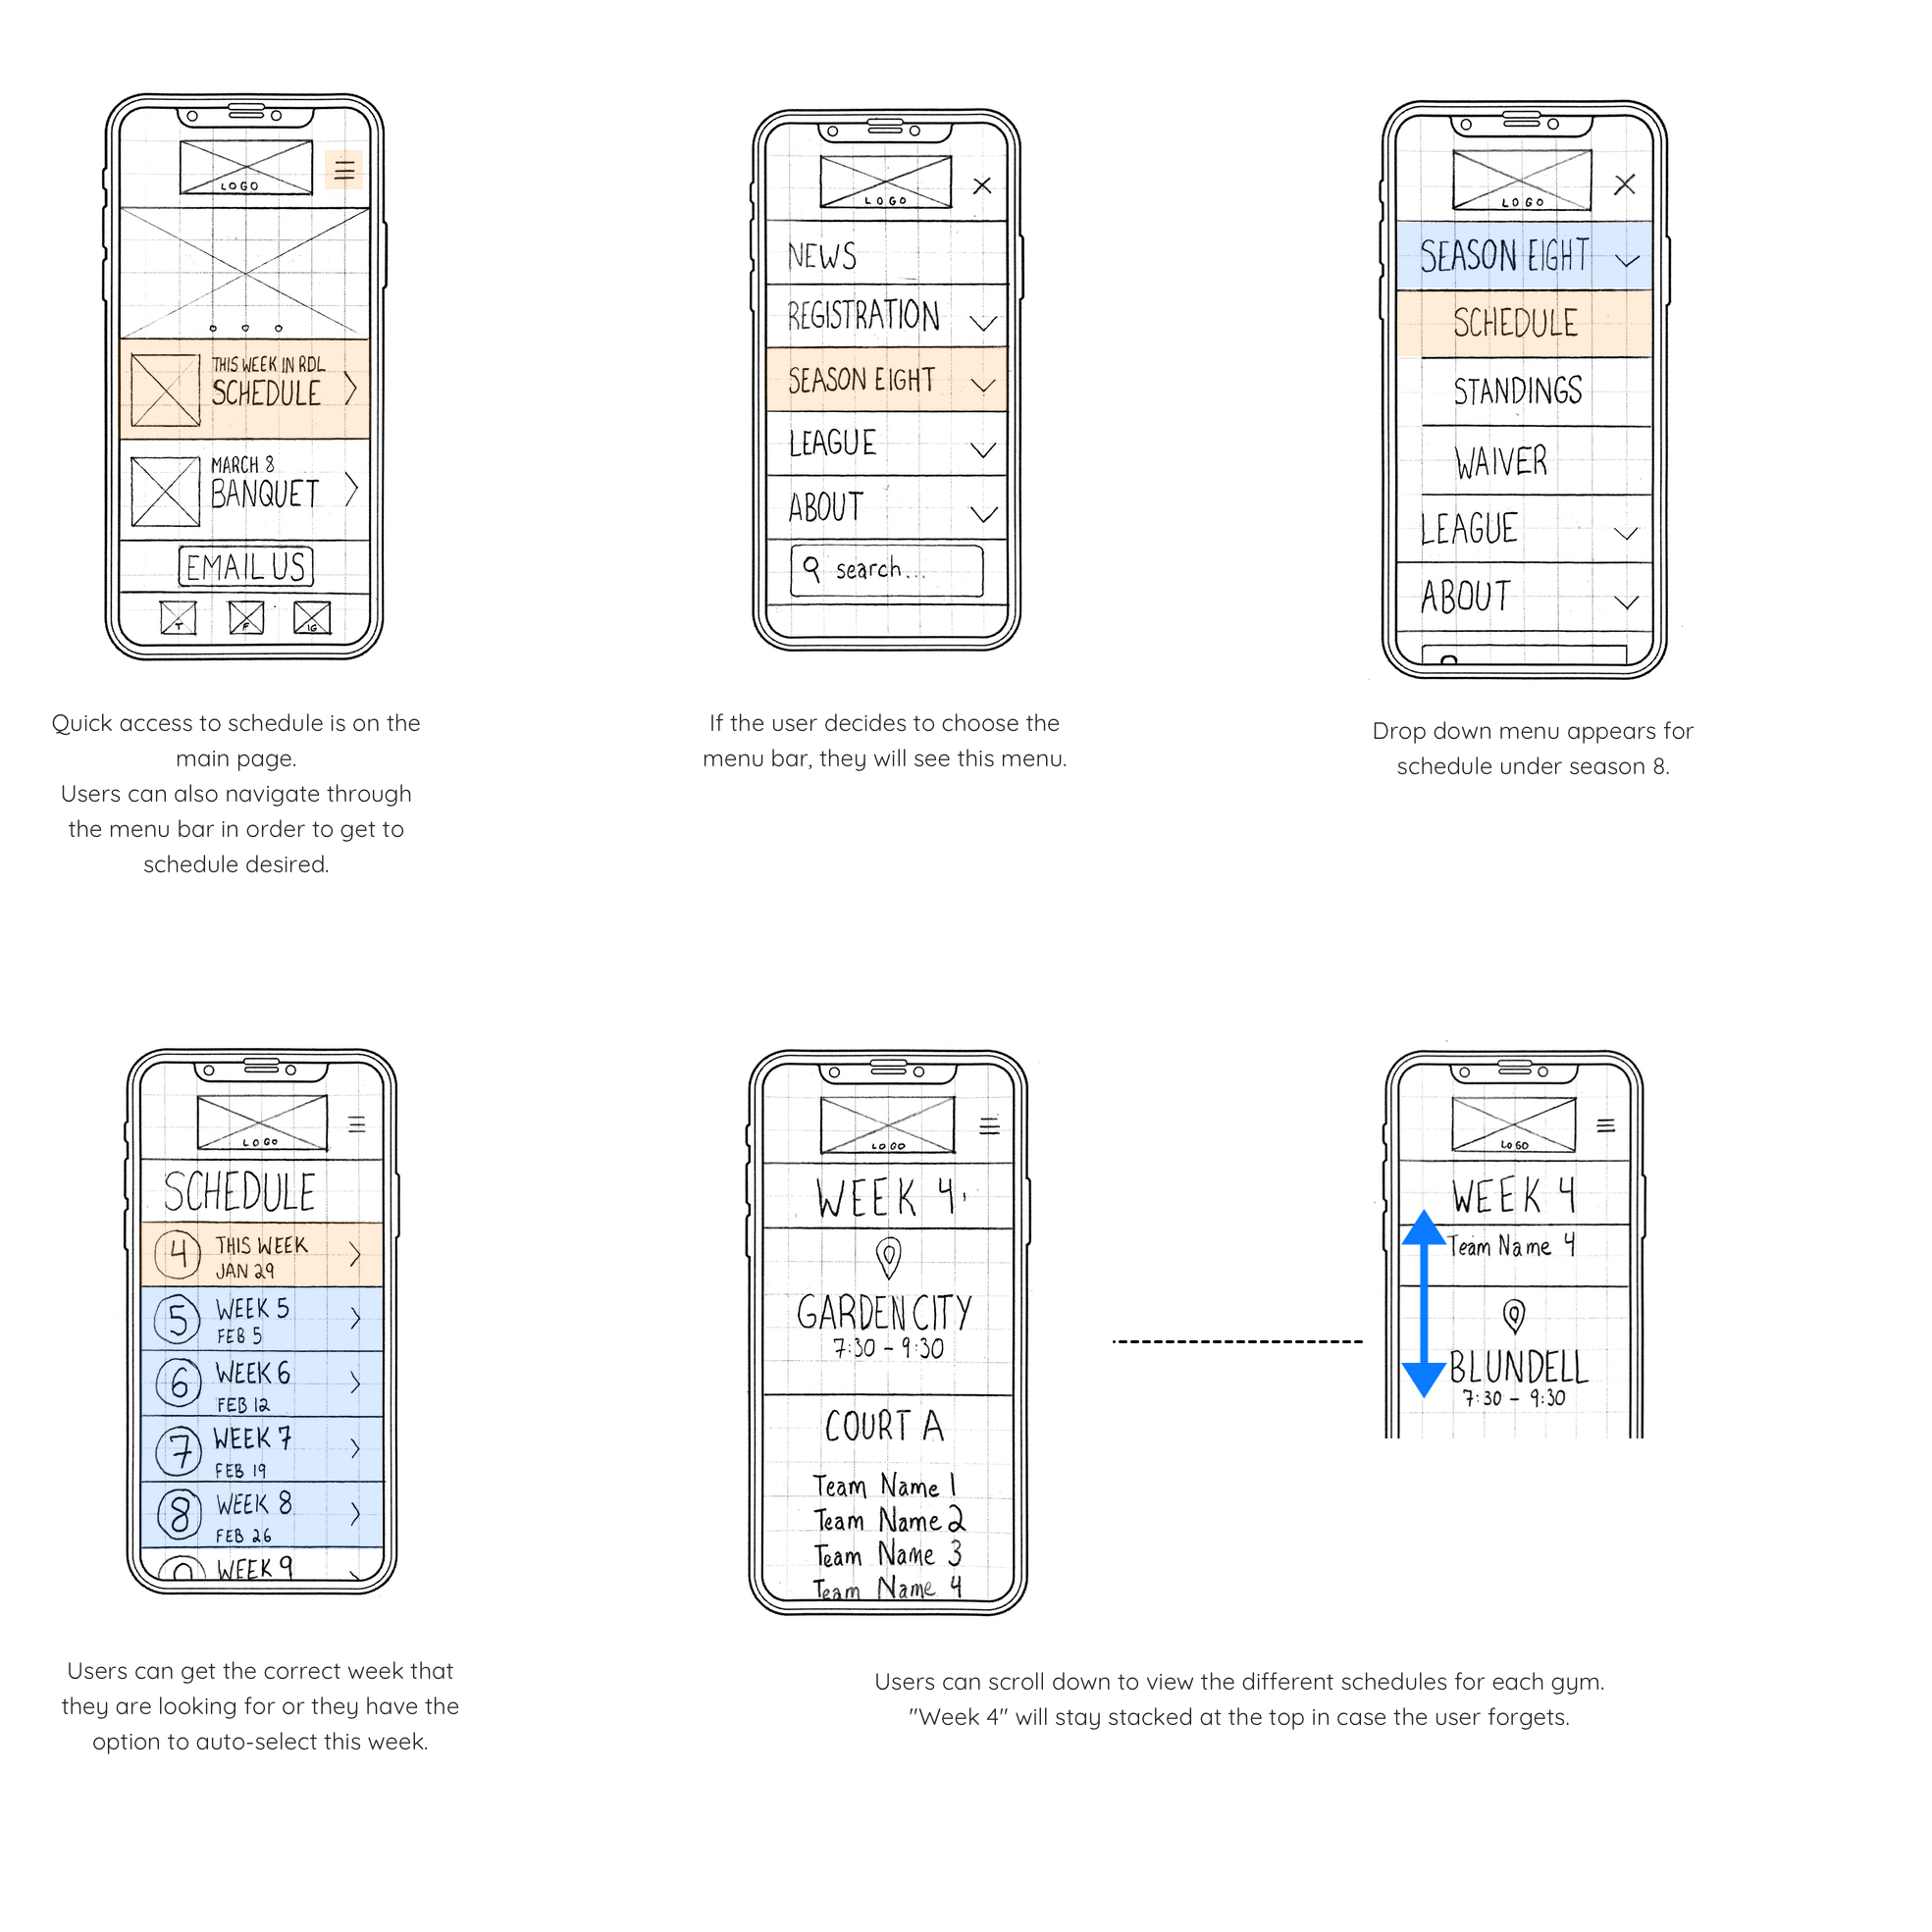 LOGO
THIS WEEK IN RDL
SCHEDULE
MARCH 8
BANQUET
EMAIL US
T
F
IG
Quick access to schedule is on the
main page.
Users can also navigate through
the menu bar in order to get to
schedule desired.
LOGO
NEWS
REGISTRATION
SEASON EIGHT
LEAGUE
ABOUT
search...
If the user decides to choose the
menu bar, they will see this menu.
LOGO
SEASON EIGHT
SCHEDULE
STANDINGS
WAIVER
LEAGUE
ABOUT
Drop down menu appears for
schedule under season 8.
LOGO
SCHEDULE
4 THIS WEEK
JAN 29
5 WEEK 5
FEB 5
6 WEEK 6
FEB 12
7 WEEK 7
FEB 19
8 WEEK 8
FEB 26
WEEK 9
Users can get the correct week that
they are looking for or they have the
option to auto-select this week.
LOGO
WEEK 4
GARDEN CITY
7:30 - 9:30
COURT A
Team Name 1
Team Name 2
Team Name 3
Team Name 4
LOGO
WEEK 4
Team Name 4
BLUNDELL
7:30 - 9:30
Users can scroll down to view the different schedules for each gym.
"Week 4" will stay stacked at the top in case the user forgets.